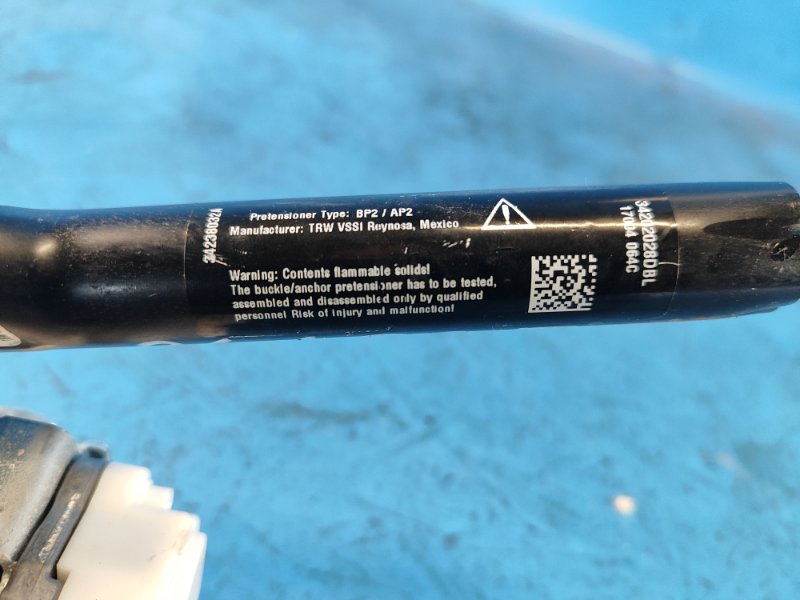 Pretensioner Type: BP2 / AP2
Manufacturer: TRW VSSI Reynosa, Mexico
Warning: Contents flammable solids!
The buckle/anchor pretensioner has to be tested,
assembled and disassembled only by qualified
personnel Risk of injury and malfunction!
34202028DBL
17004 064C